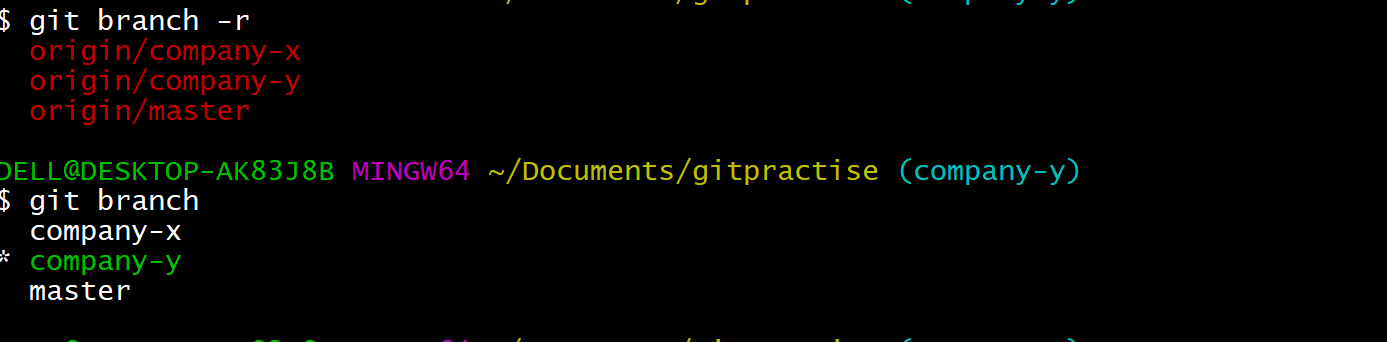 $ git branch -r
origin/company-x
origin/company-y
origin/master
DELL@DESKTOP-AK83J8B MINGW64 ~/Documents/gitpractise (company-y)
$ git branch
company-x
* company-y
master